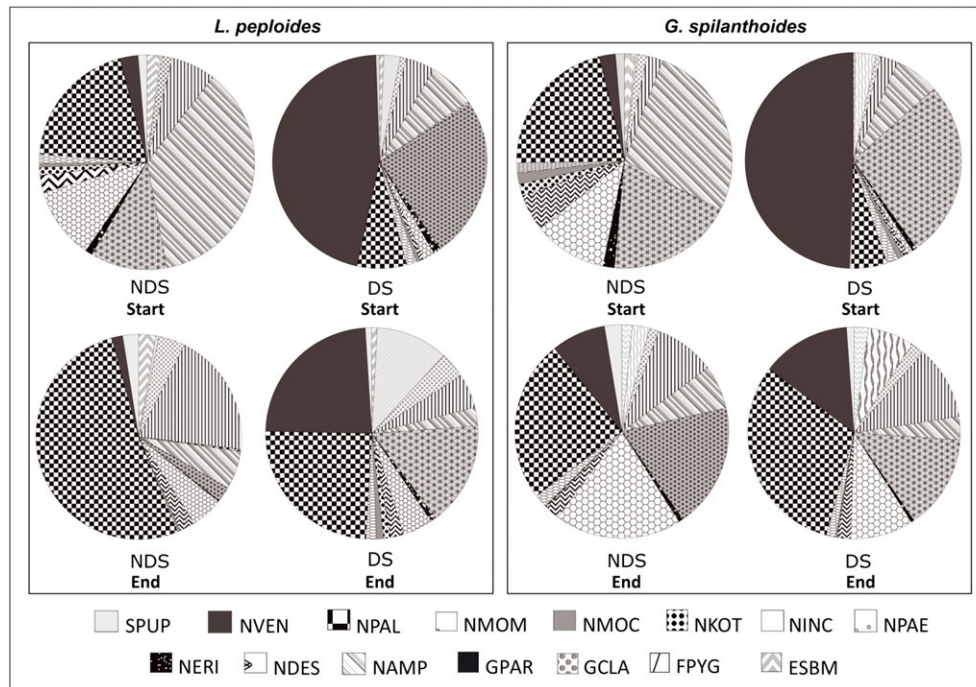 L. peploides
G. spilanthoides
NDS
Start
DS
Start
NDS
Start
DS
Start
NDS
End
DS
End
NDS
End
DS
End
SPUP NVEN NPAL NMOM NMOC NKOT NINC NPAE
NERI NDES NAMP GPAR GCLA FPYG ESBM